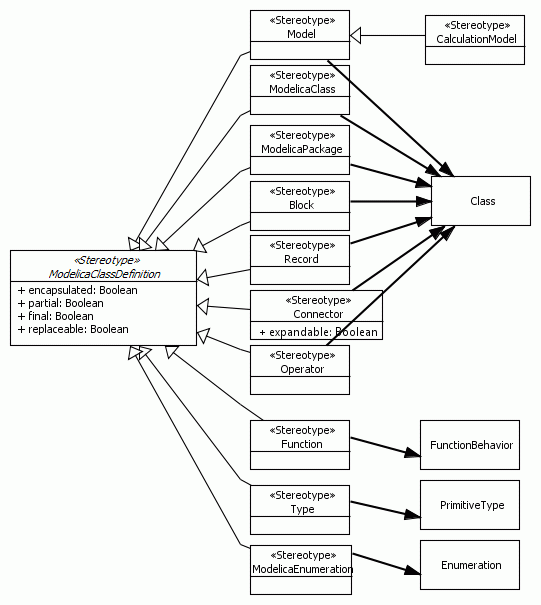 «Stereotype»
Model
«Stereotype»
CalculationModel
«Stereotype»
ModelicaClass
«Stereotype»
ModelicaPackage
«Stereotype»
Block
Class
«Stereotype»
Record
«Stereotype»
ModelicaClassDefinition
+ encapsulated: Boolean
+ partial: Boolean
+ final: Boolean
+ replaceable: Boolean
«Stereotype»
Connector
+ expandable: Boolean
«Stereotype»
Operator
«Stereotype»
Function
FunctionBehavior
«Stereotype»
Type
PrimitiveType
«Stereotype»
ModelicaEnumeration
Enumeration